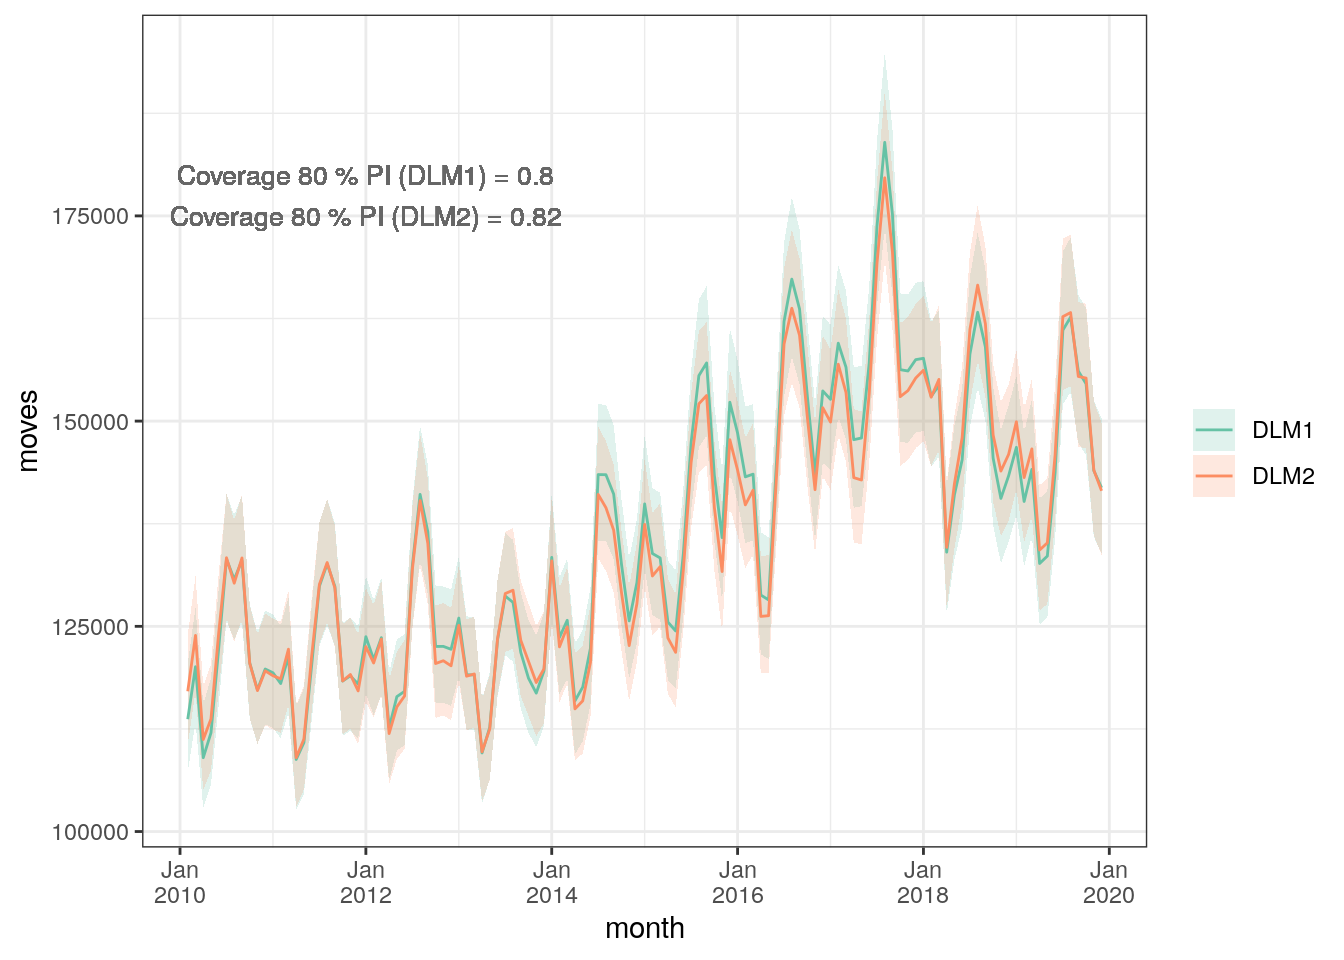 Coverage 80 % PI (DLM1) = 0.8
Coverage 80 % PI (DLM2) = 0.82
175000
150000
125000
100000
moves
Jan
2010
Jan
2012
Jan
2014
Jan
2016
Jan
2018
Jan
2020
month
DLM1
DLM2